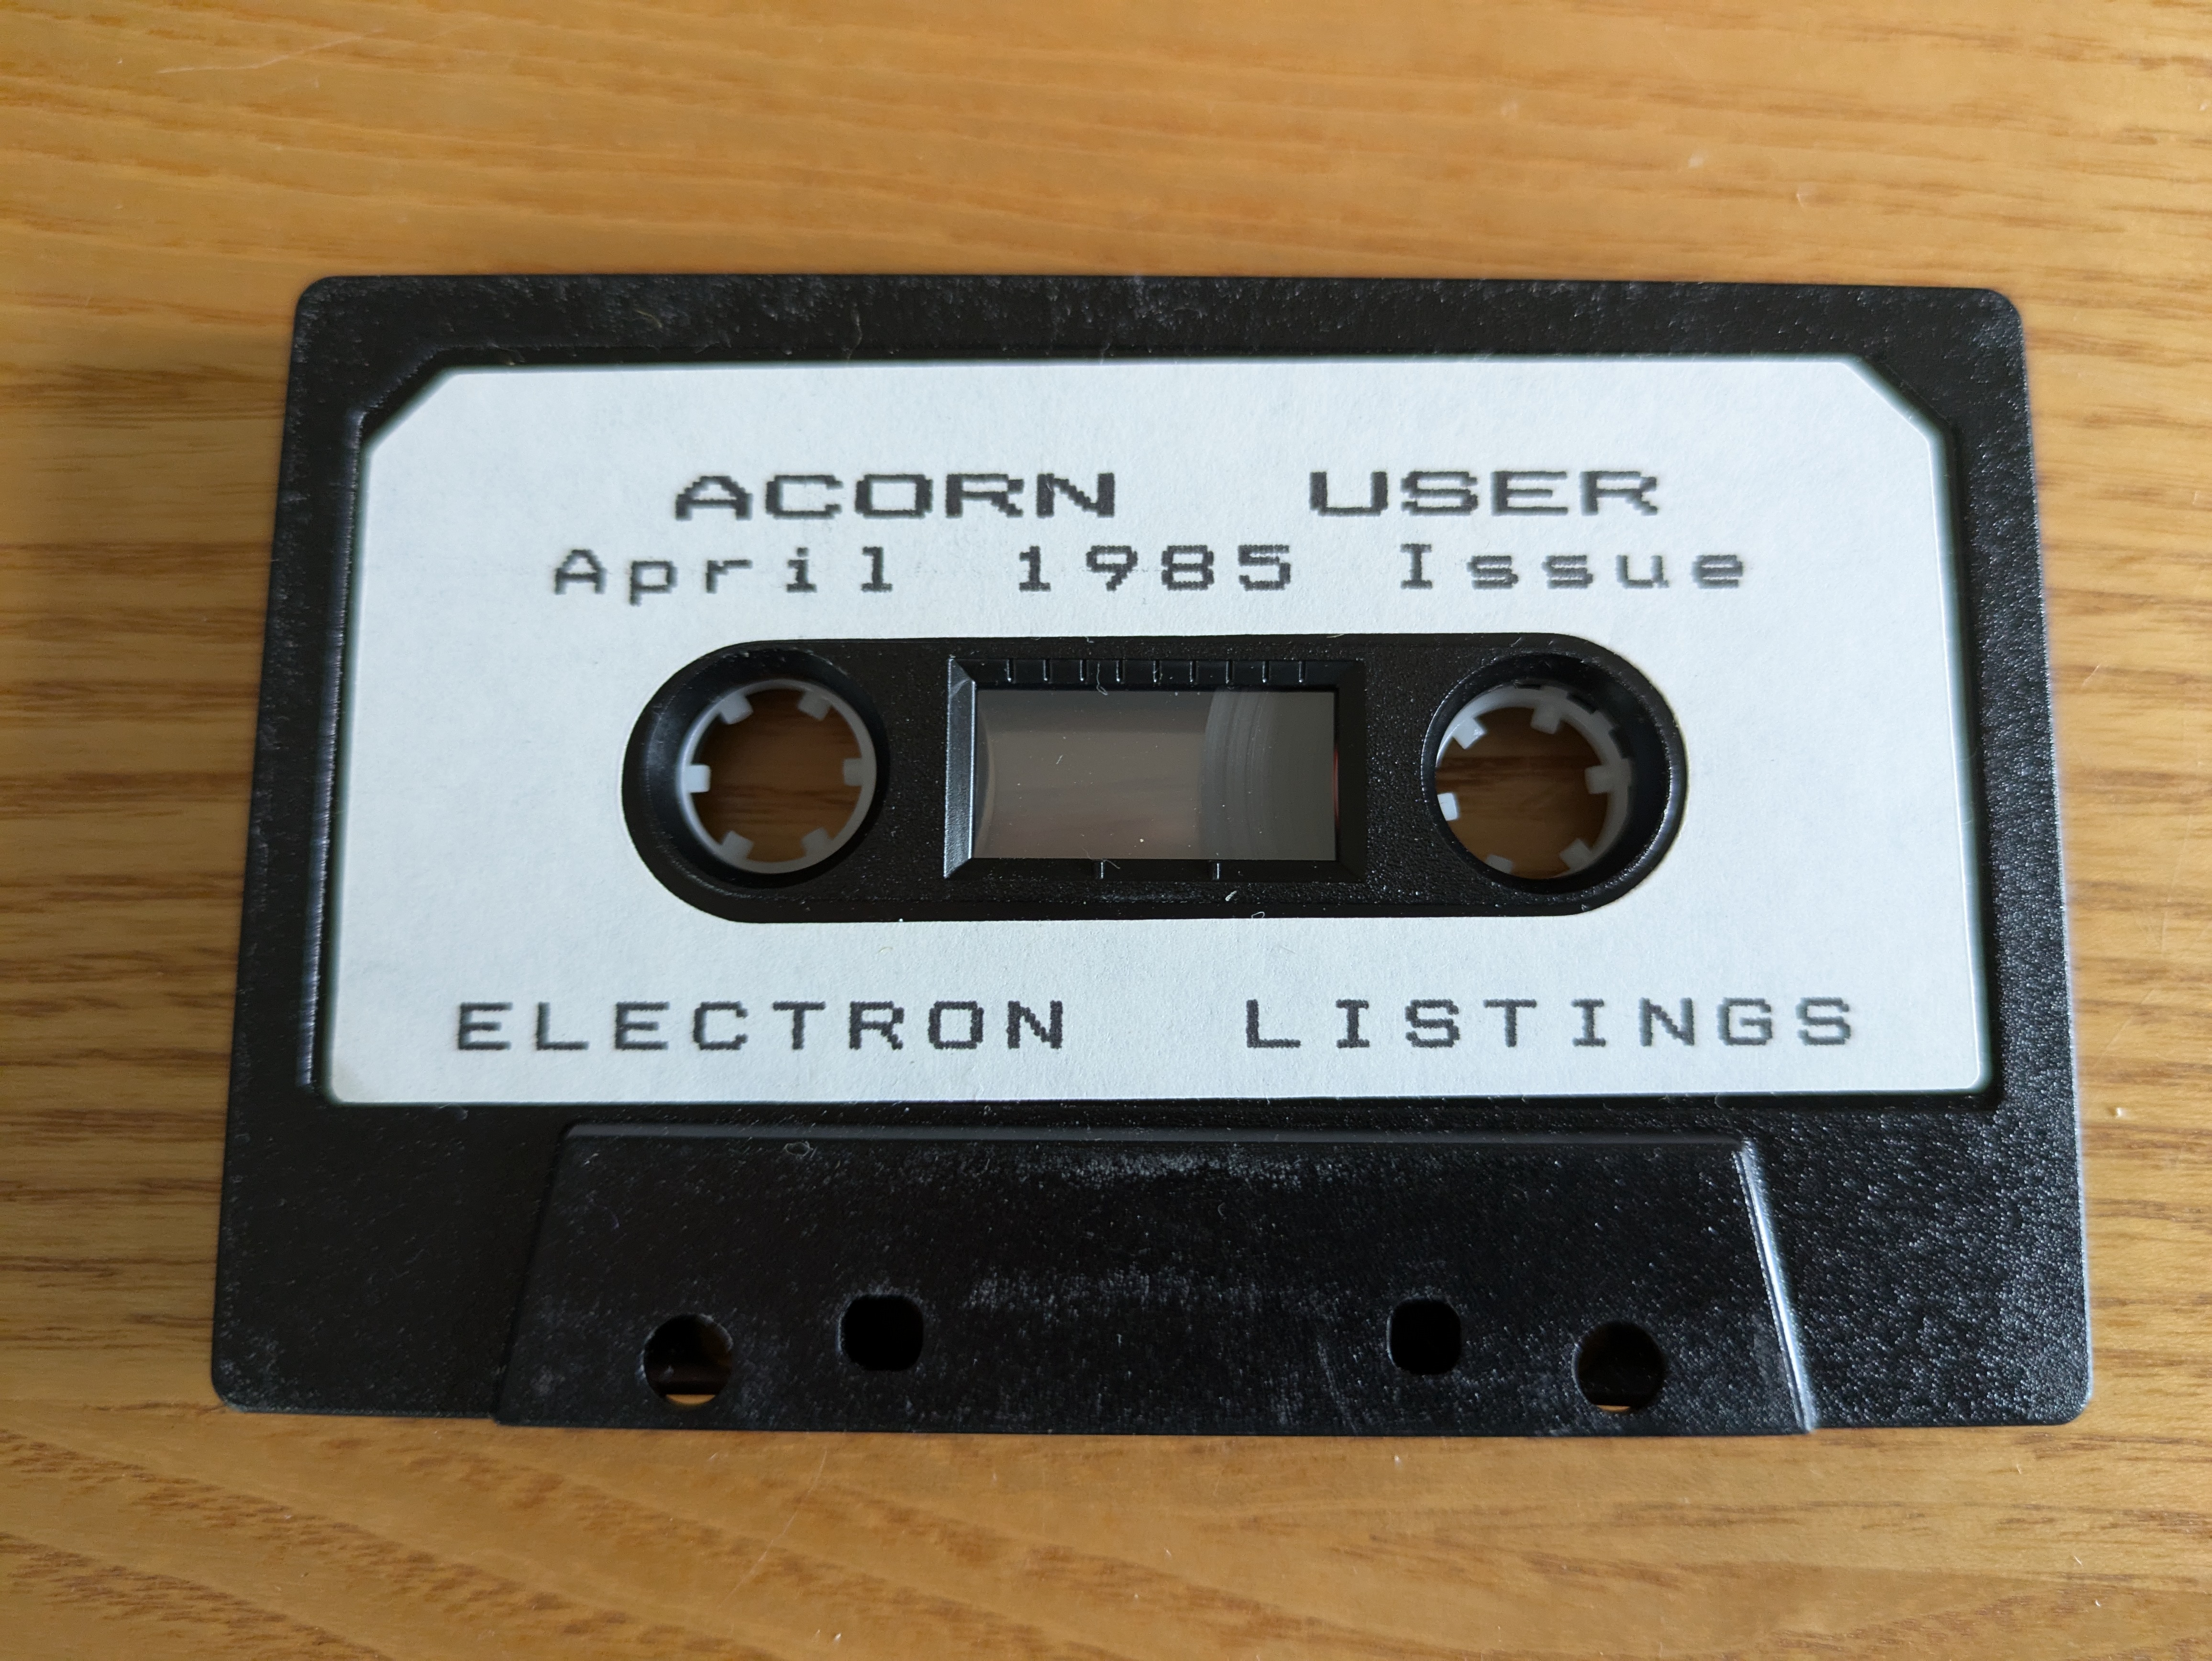 ACORN USER
April 1985 Issue
ELECTRON LISTINGS